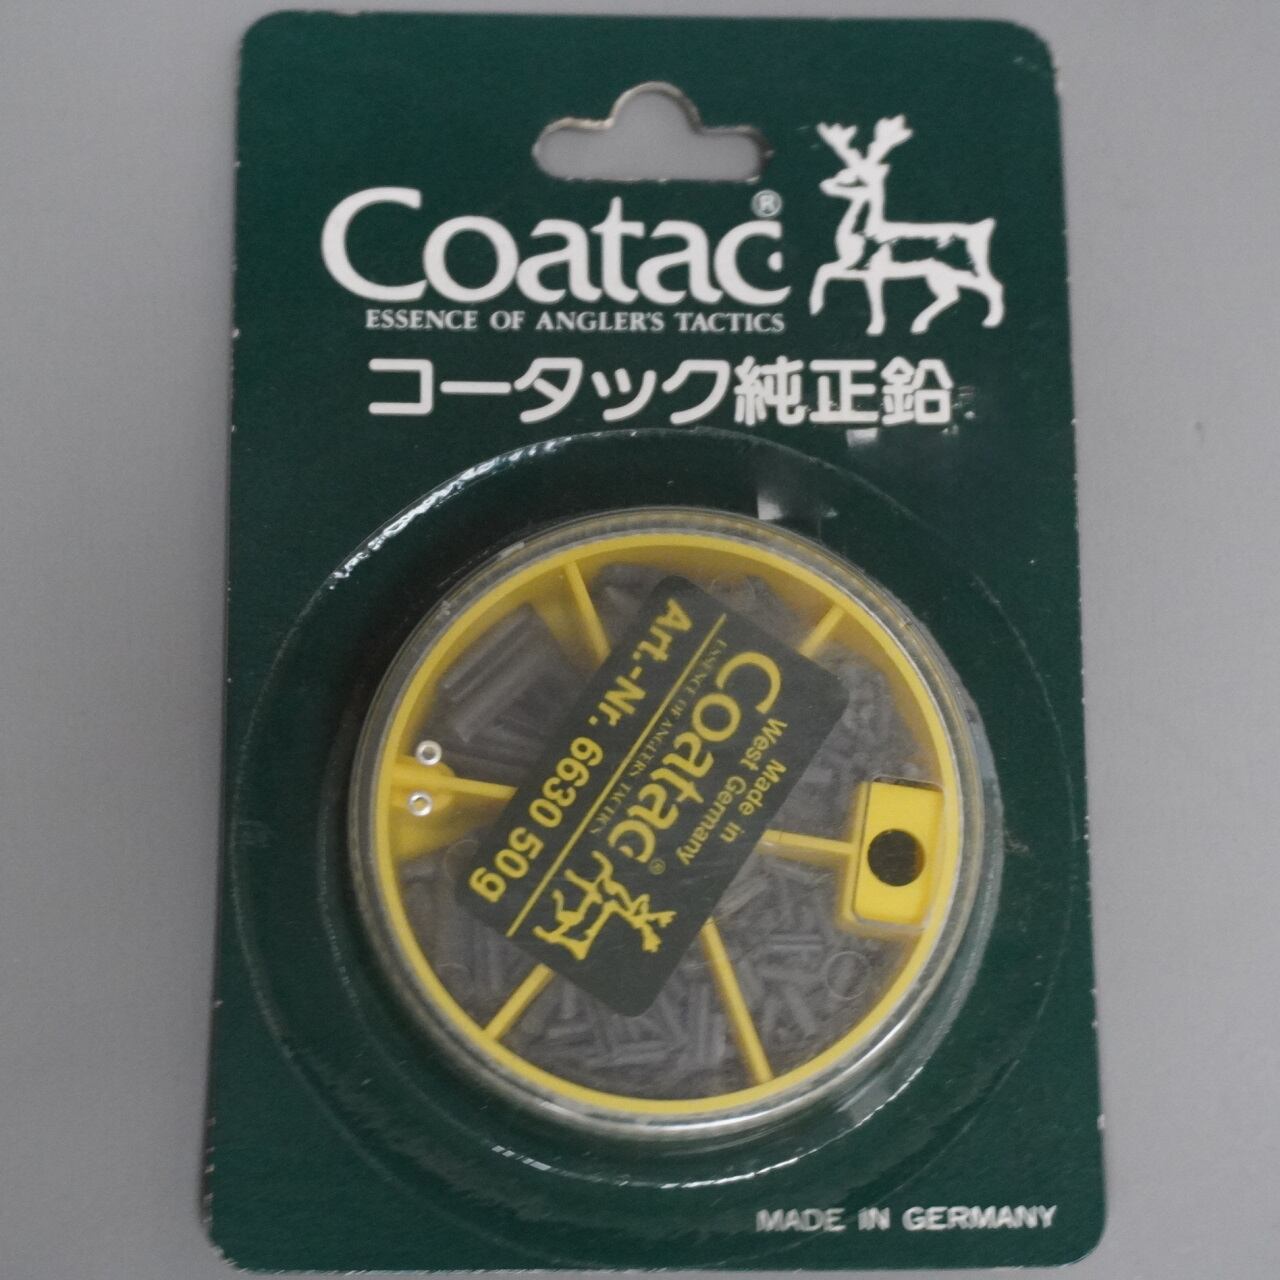 Coatac®
ESSENCE OF ANGLER'S TACTICS
コータック純正鉛
Made in
West Germany
Coatac®
ESSENCE OF ANGLERS TACTICS
Art.-Nr. 6630 50g
MADE IN GERMANY